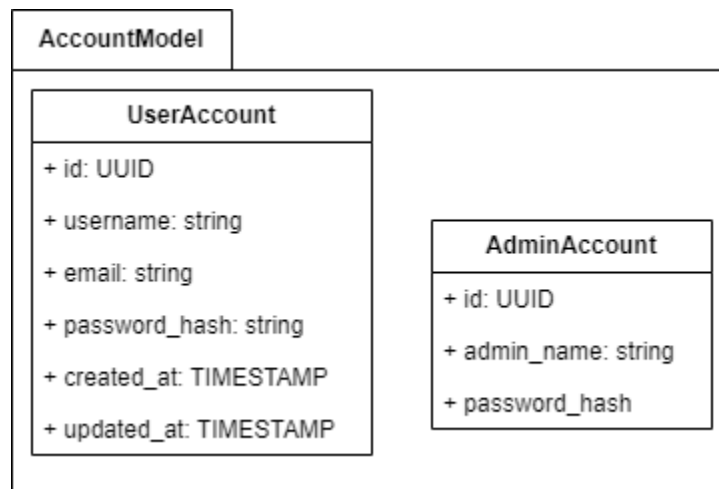 AccountModel
UserAccount
+ id: UUID
+ username: string
+ email: string
+ password_hash: string
+ created_at: TIMESTAMP
+ updated_at: TIMESTAMP
AdminAccount
+ id: UUID
+ admin_name: string
+ password_hash